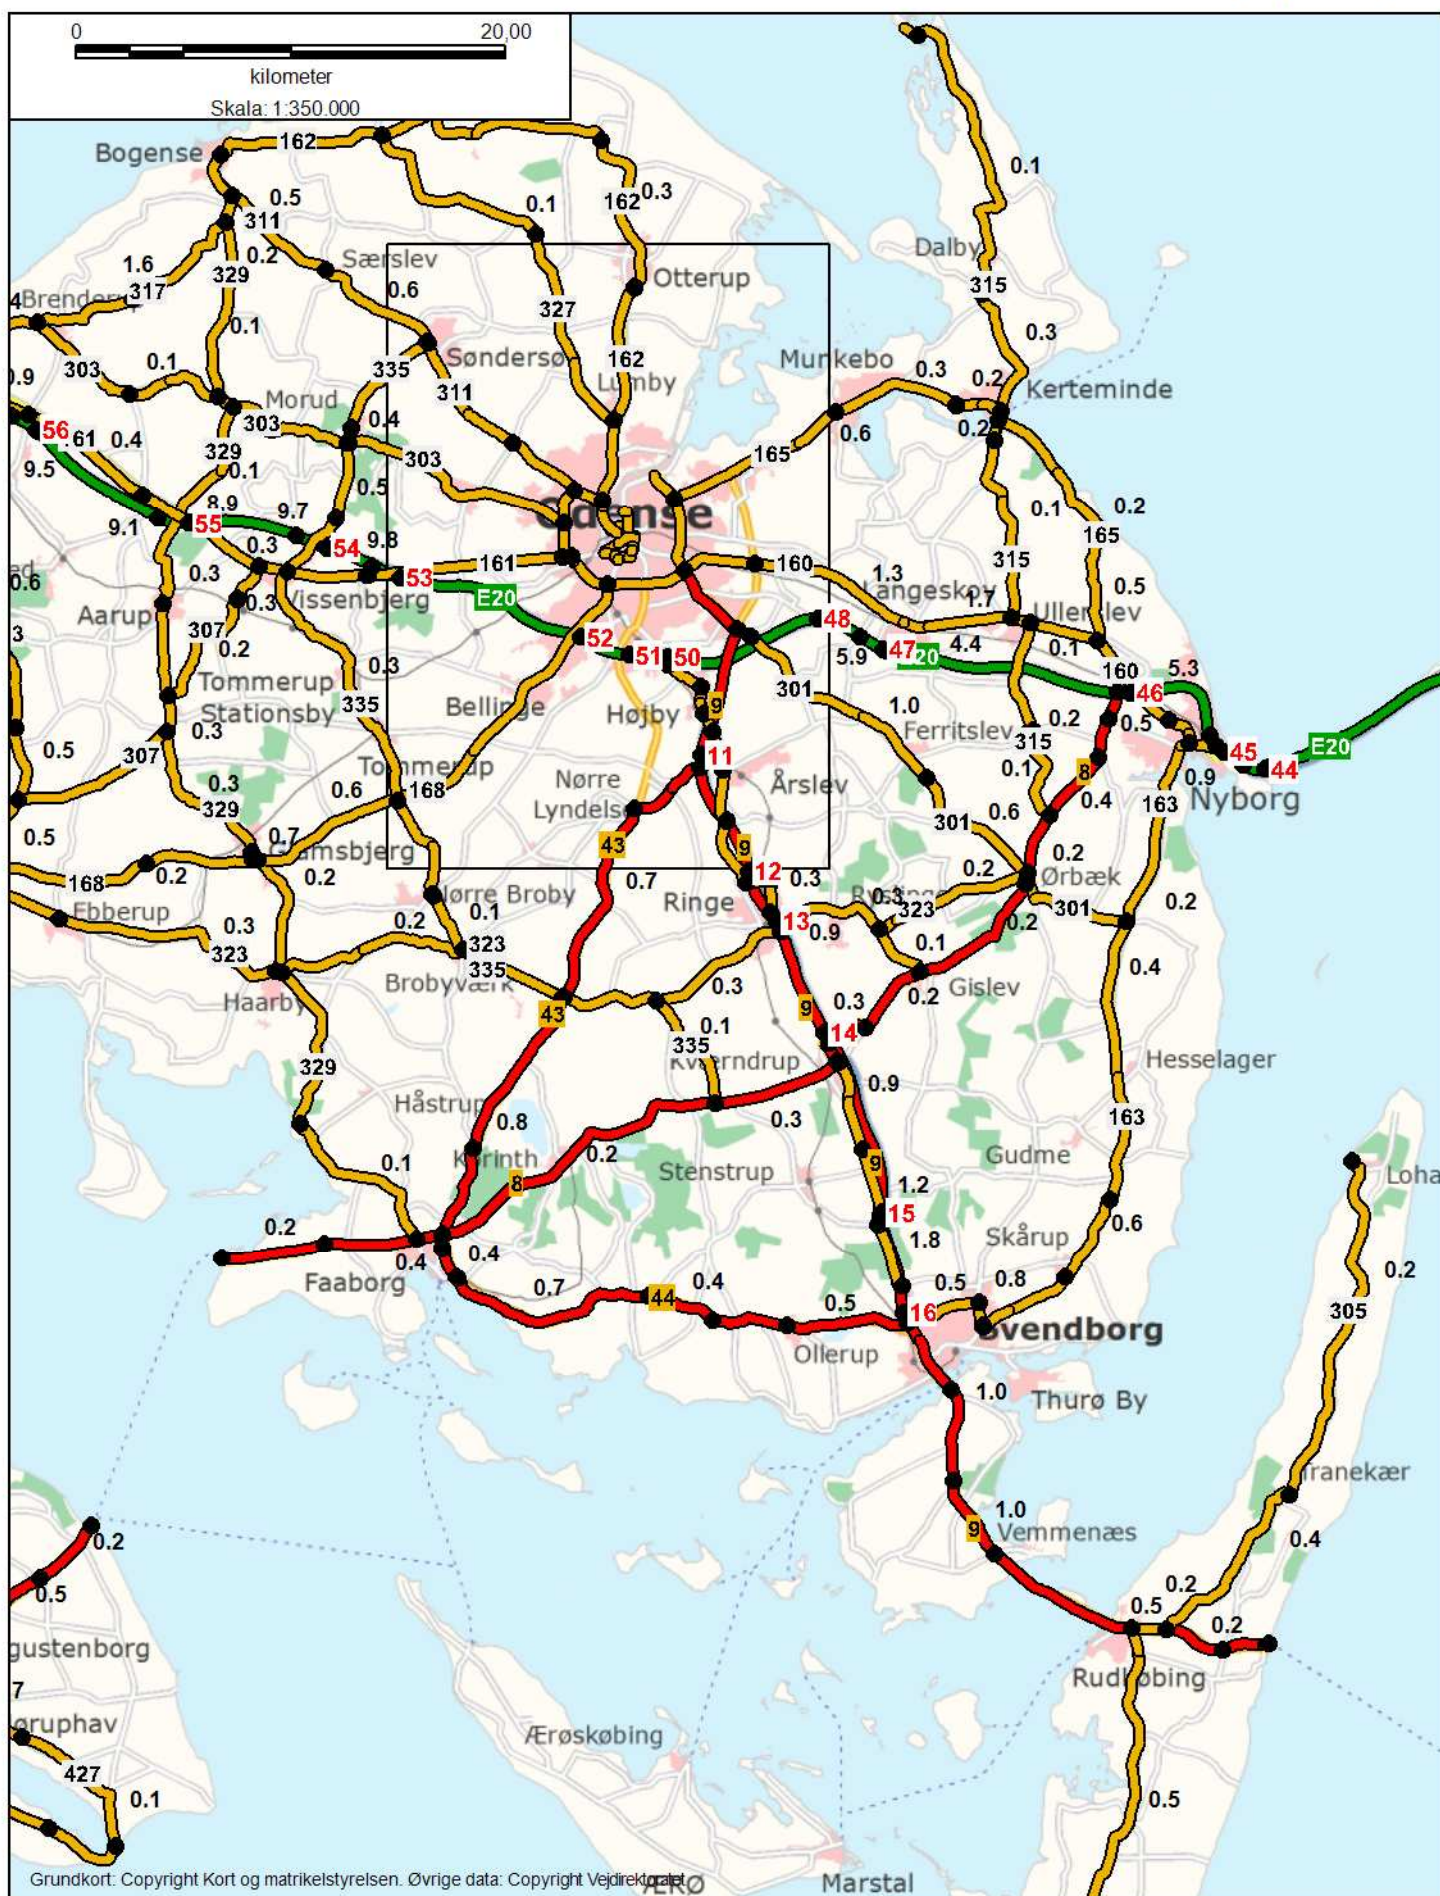 0 20,00
kilometer
Skala: 1:350.000
Bogense
162
0.1
0.5
311
0.1
162
0.3
0.2
329
Særslev
Dalby
1.6
317
0.6
Otterup
315
327
0.1
0.3
303
0.1
335
Søndersø
162
Munkebo
0.3
0.2
Kerteminde
311
Lumby
Morud
303
0.4
0.6
0.2
56
0.4
329
303
165
9.5
0.1
0.5
0.1
0.2
9.1
8.9
55
9.7
Odense
165
54
9.8
315
0.3
161
160
1.3
0.6
0.3
53
E20
Langeskov
0.5
Aarup
0.3
Vissenbjerg
1.7
Ullerslev
307
48
3
0.2
0.3
52
51
50
5.9
47
4.4
0.1
160
5.3
Tommerup
Stationsby
335
301
46
Bellinge
Højby
9
1.0
0.2
0.5
0.3
Ferritslev
315
45
E20
44
0.5
307
11
0.1
8
0.9
Tommerup
Nørre
Lyndelse
Årslev
Nyborg
0.3
0.6
168
0.4
163
329
0.6
301
0.5
0.7
43
9
0.2
Glamsbjerg
0.2
168
0.2
0.2
12
Ørbæk
0.7
0.3
Nørre Broby
Ringe
0.3
323
301
0.2
Ebberup
0.3
0.2
0.1
13
0.9
0.2
323
323
0.1
0.4
335
Brobyværk
0.3
0.2
Gislev
Haarby
43
0.1
9
0.3
14
335
Kværndrup
Hesselager
329
0.9
Håstrup
0.8
0.3
163
Korinth
0.2
9
Gudme
0.1
Stenstrup
8
1.2
15
Loha
0.2
0.6
Skårup
0.4
0.4
1.8
Faaborg
0.7
0.4
0.5
0.8
0.2
44
0.5
16
305
Svendborg
Ollerup
1.0
Thurø By
Tranekær
1.0
9
Vemmenæs
0.2
0.4
0.5
0.2
0.5
0.2
gustenborg
Rudkøbing
7
øruphav
Ærøskøbing
427
0.1
0.5
Grundkort: Copyright Kort og matrikelstyrelsen. Øvrige data: Copyright Vejdirektoratet
ÆRØ
Marstal